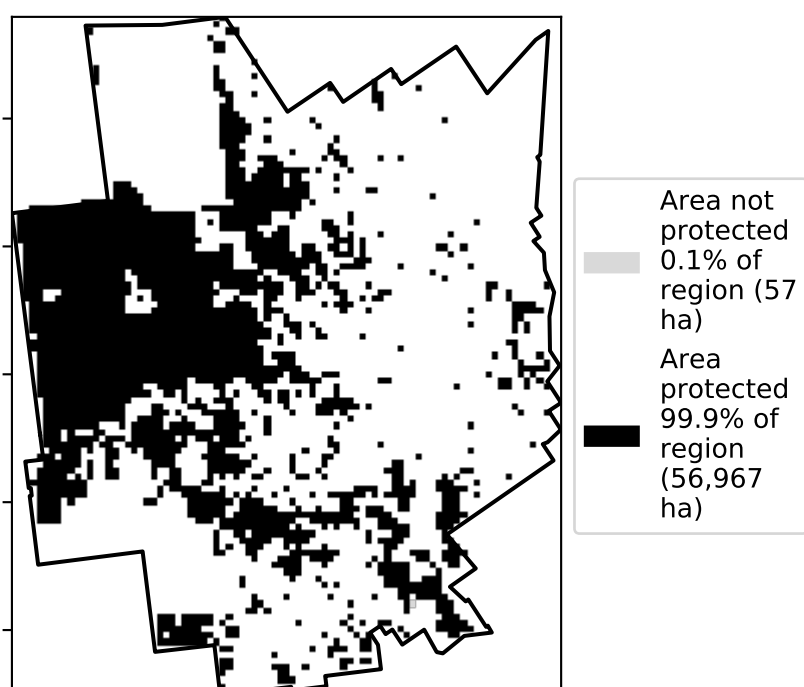 Area not
protected
0.1% of
region (57
ha)
Area
protected
99.9% of
region
(56,967
ha)